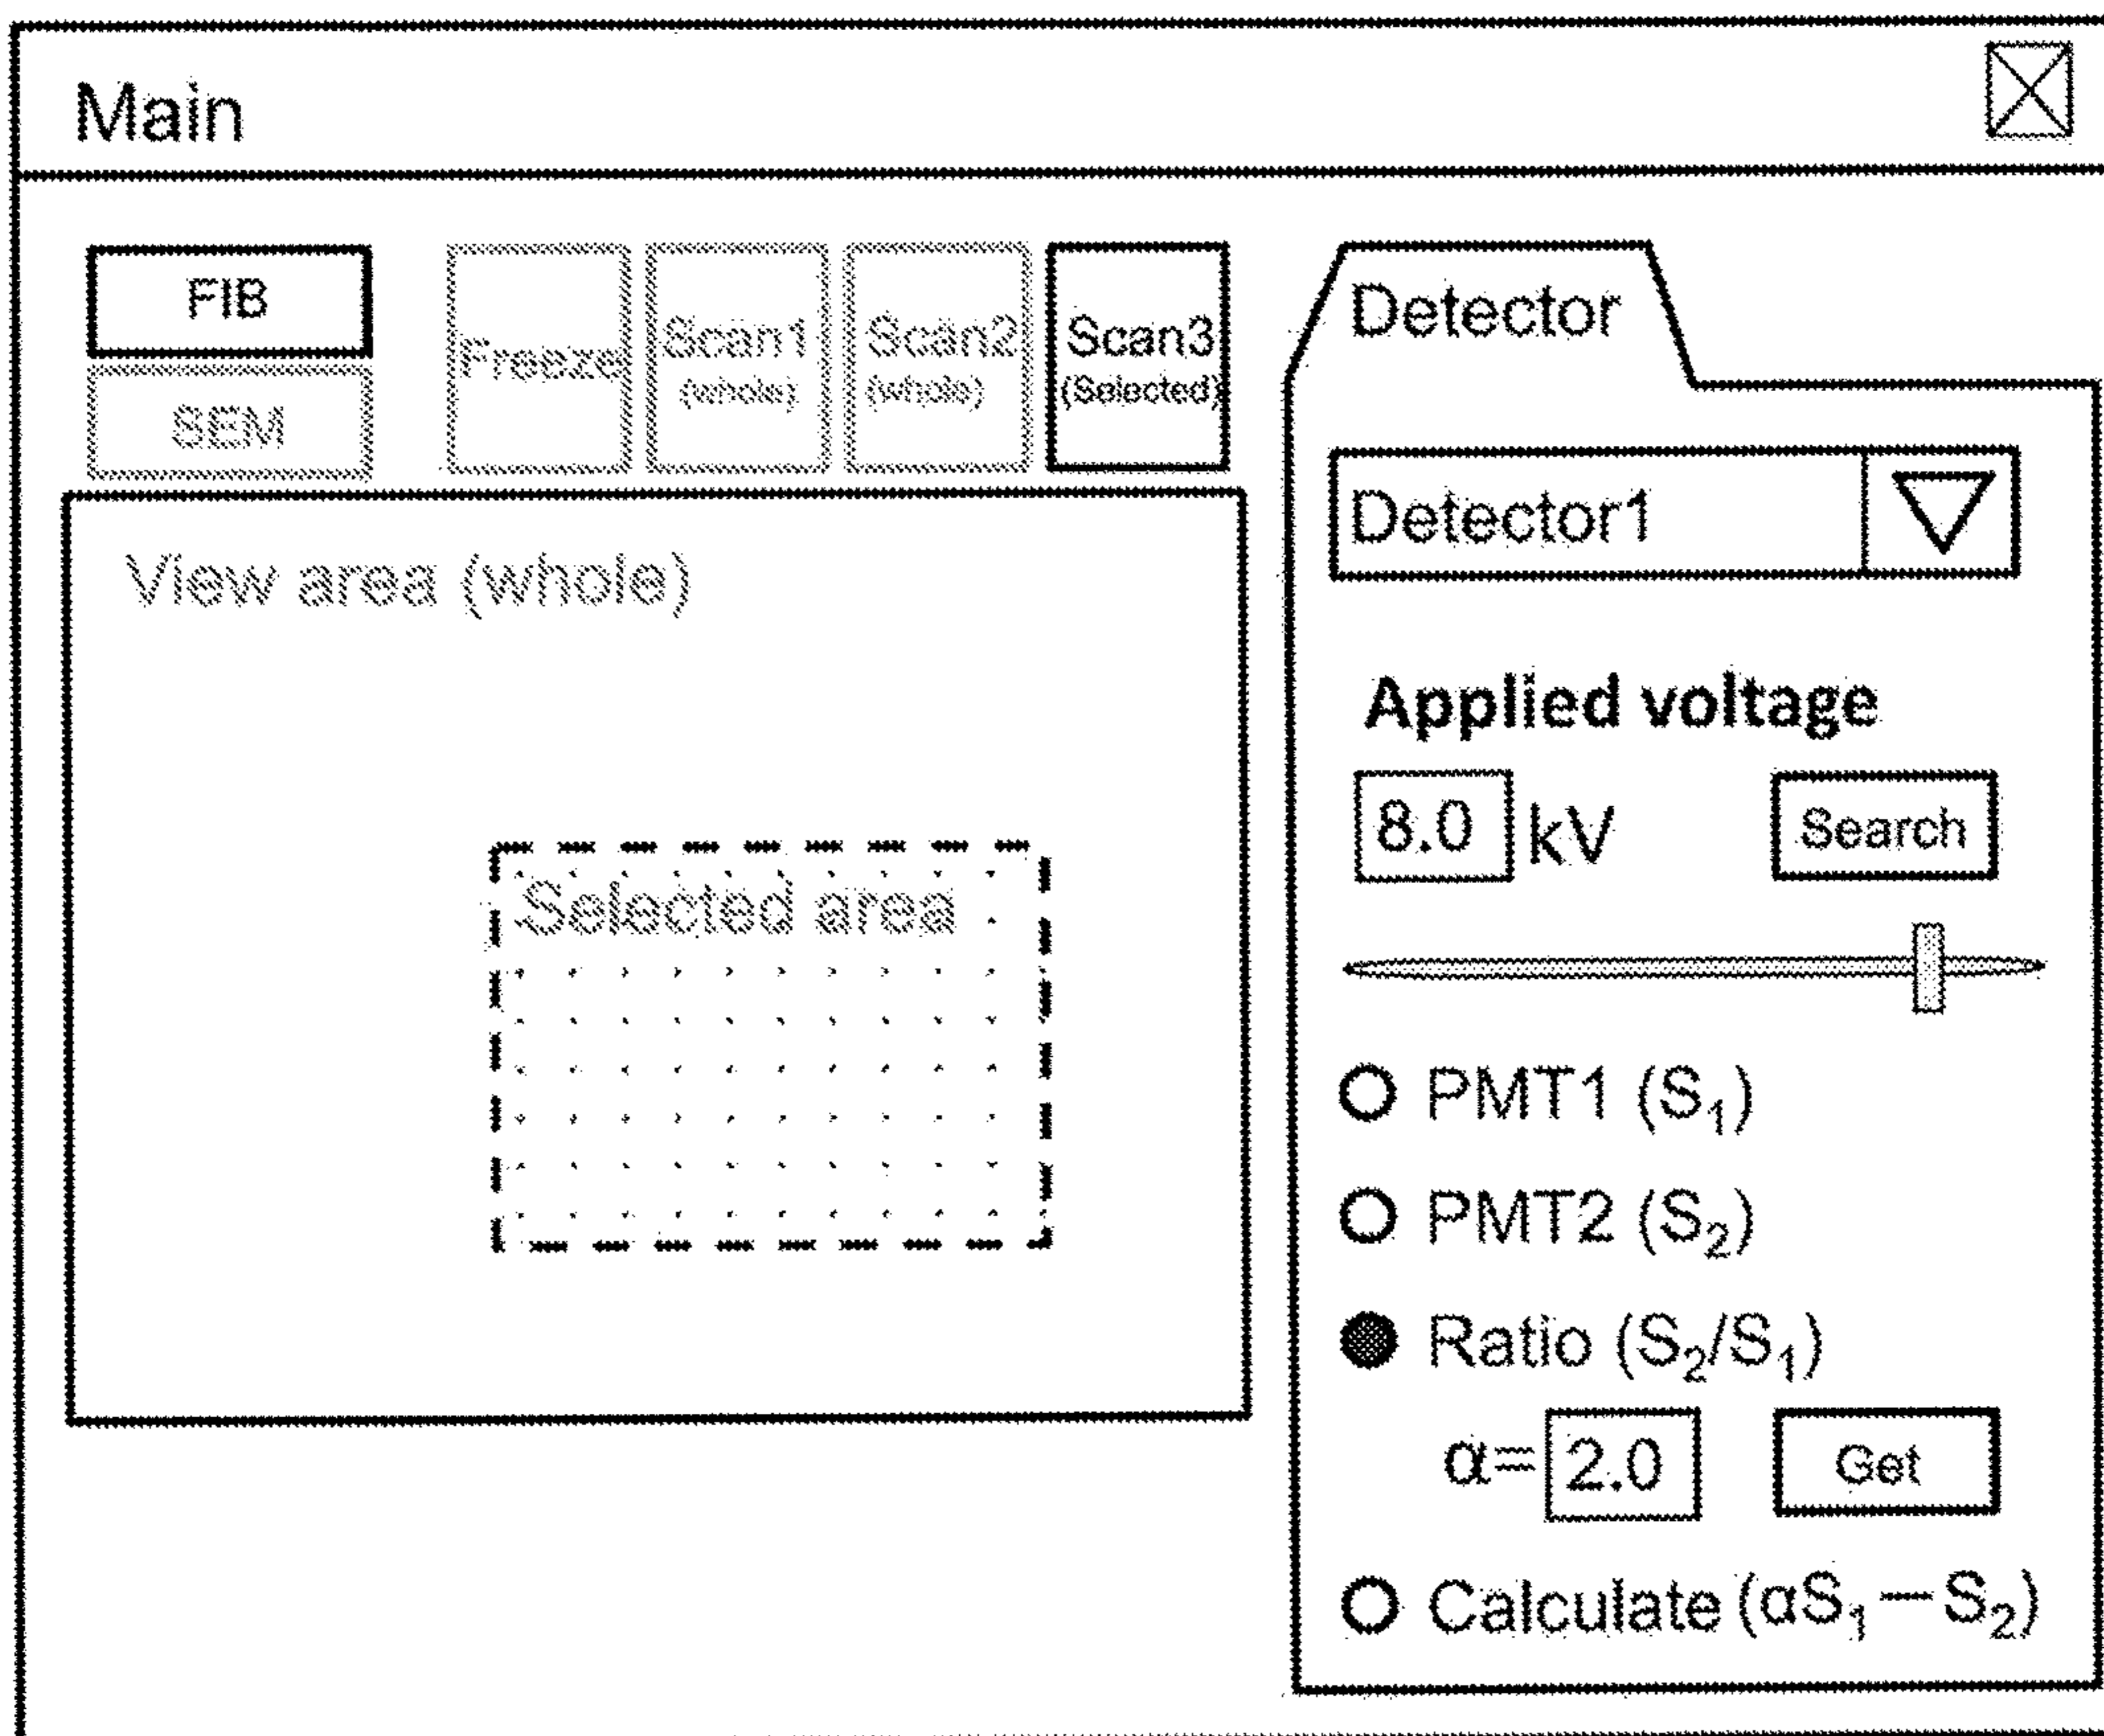 Main
FIB
SEM
Freeze
Scan1
(whole)
Scan2
(whole)
Scan3
(Selected)
View area (whole)
Selected area
Detector
Detector1
Applied voltage
8.0 kV
Search
PMT1 (S₁)
PMT2 (S₂)
Ratio (S₂/S₁)
α= 2.0
Get
Calculate (αS₁−S₂)